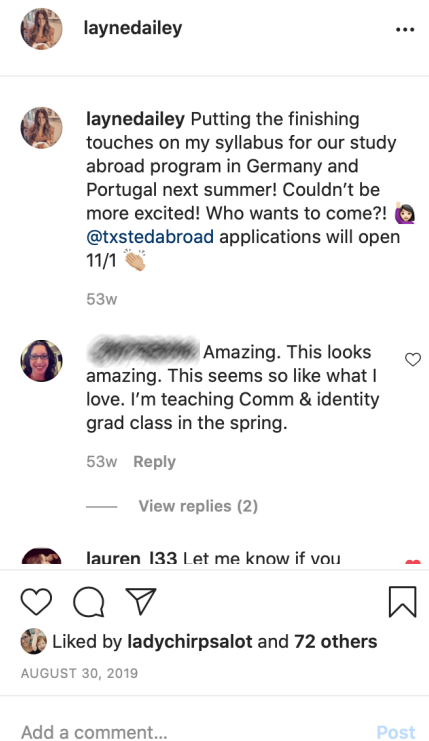 laynedailey
laynedailey Putting the finishing
touches on my syllabus for our study
abroad program in Germany and
Portugal next summer! Couldn't be
more excited! Who wants to come?! 🙋🏻‍♀️
@txstedabroad applications will open
11/1 👏🏼
53w
Amazing. This looks
amazing. This seems so like what I
love. I'm teaching Comm & identity
grad class in the spring.
53w Reply
View replies (2)
lauren_l33 Let me know if you
Liked by ladychirpsalot and 72 others
AUGUST 30, 2019
Add a comment... Post